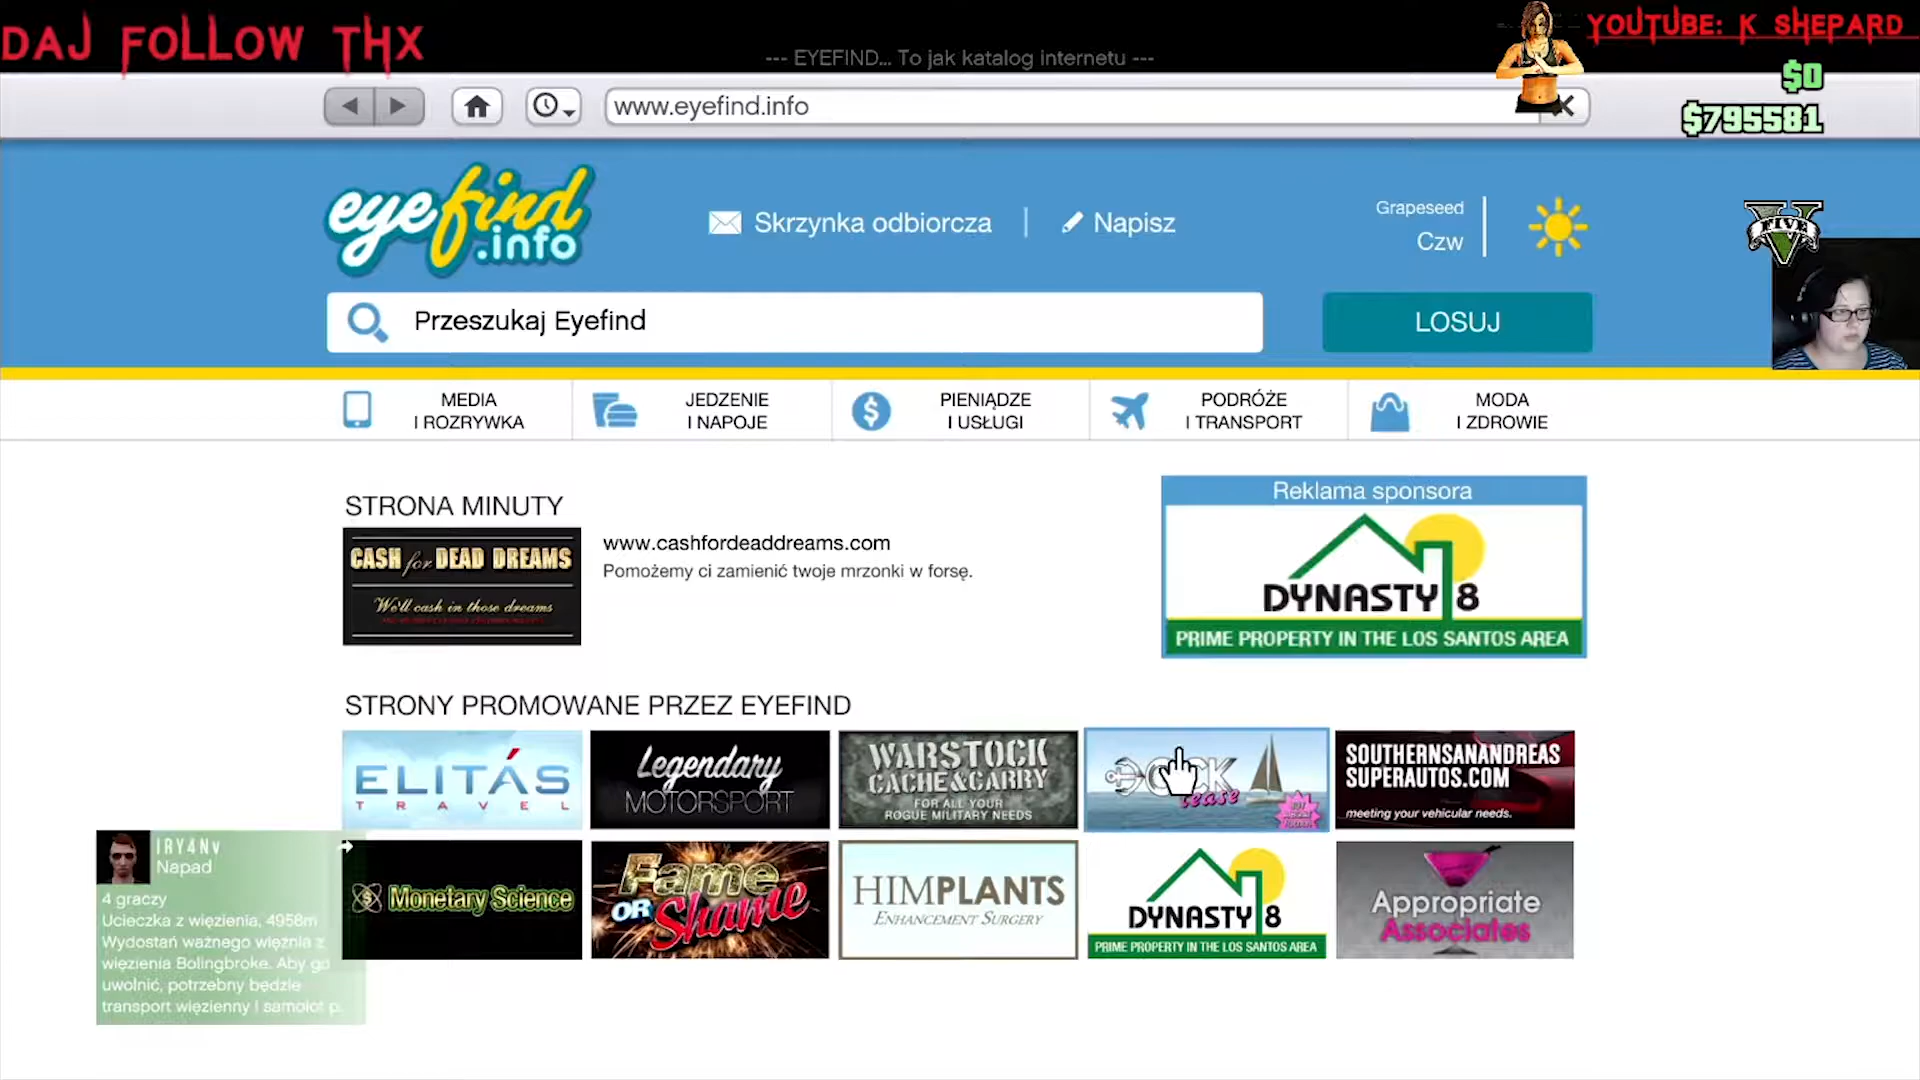 DAJ FOLLOW THX
--- EYEFIND... To jak katalog internetu ---
YOUTUBE: K SHEPARD
$0
$795581
www.eyefind.info
eyefind
.info
Skrzynka odbiorcza
Napisz
Grapeseed
Czw
V
FIVE
Przeszukaj Eyefind
LOSUJ
MEDIA
I ROZRYWKA
JEDZENIE
I NAPOJE
PIENIĄDZE
I USŁUGI
PODRÓŻE
I TRANSPORT
MODA
I ZDROWIE
STRONA MINUTY
CASH for DEAD DREAMS
We'll cash in those dreams
www.cashfordeaddreams.com
Pomożemy ci zamienić twoje mrzonki w forsę.
Reklama sponsora
DYNASTY 8
PRIME PROPERTY IN THE LOS SANTOS AREA
STRONY PROMOWANE PRZEZ EYEFIND
ELITÁS
TRAVEL
Legendary
MOTORSPORT
WARSTOCK
CACHE & CARRY
FOR ALL YOUR
ROGUE MILITARY NEEDS
DOCK
tease
SOUTHERNSANANDREAS
SUPERAUTOS.COM
meeting your vehicular needs.
Monetary Science
Fame
OR Shame
HIMPLANTS
ENHANCEMENT SURGERY
DYNASTY 8
PRIME PROPERTY IN THE LOS SANTOS AREA
Appropriate
Associates
IRY4Nv
Napad
4 graczy
Ucieczka z więzienia, 4958m
Wydostań ważnego więźnia z
więzienia Bolingbroke. Aby go
uwolnić, potrzebny będzie
transport więzienny i samolot p.